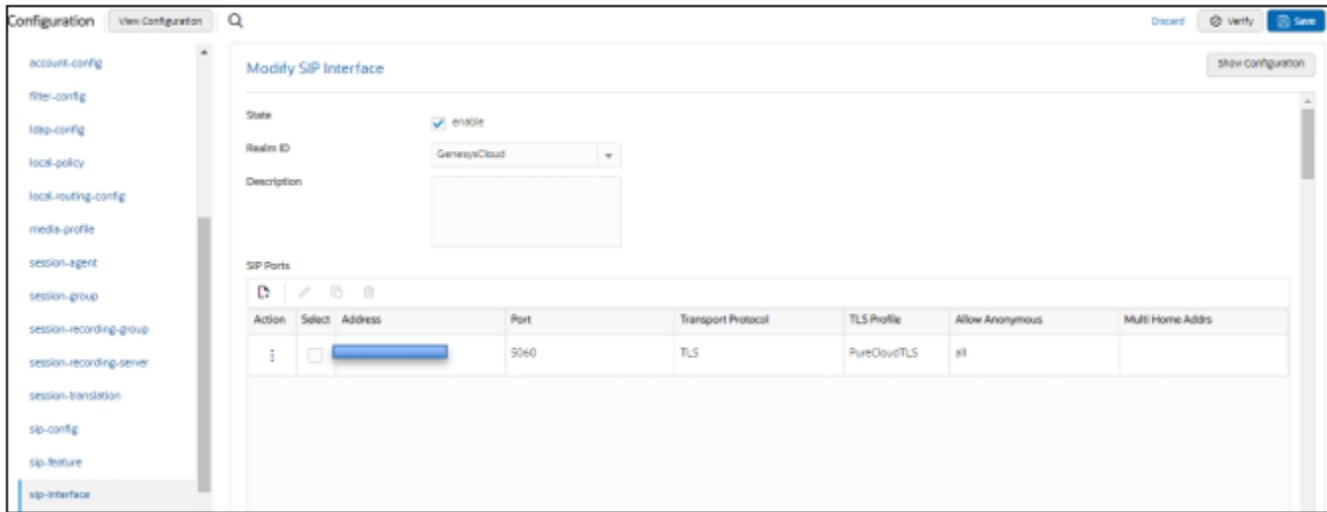 Configuration View Configuration Discard Verify Save
account-config
filter-config
ldap-config
local-policy
local-routing-config
media-profile
session-agent
session-group
session-recording-group
session-recording-server
session-translation
sip-config
sip-feature
sip-interface
Modify SIP Interface Show Configuration
State enable
Realm ID GenesysCloud
Description
SIP Ports
Action Select Address Port Transport Protocol TLS Profile Allow Anonymous Multi Home Addrs
5060 TLS PureCloudTLS all